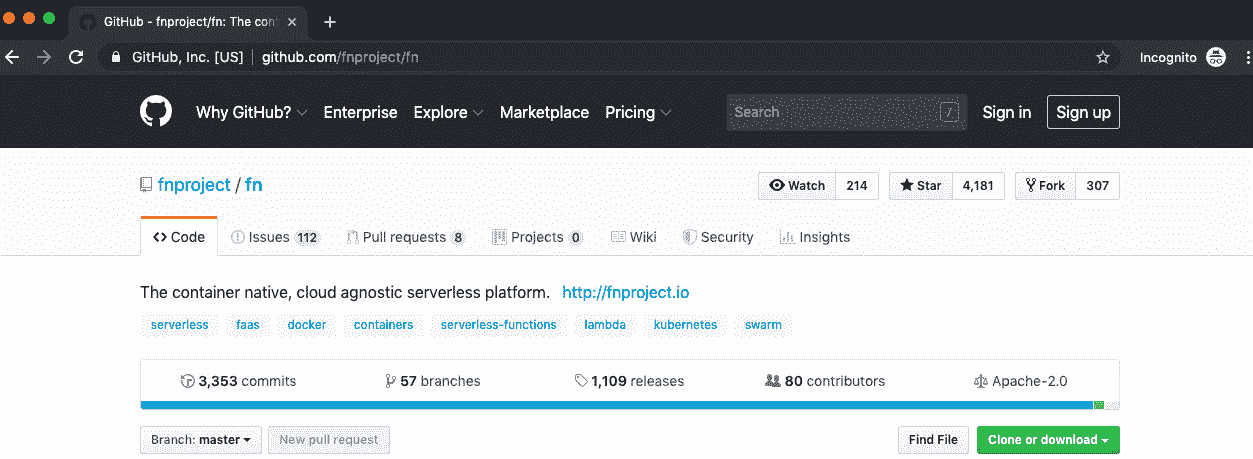 GitHub - fnproject/fn: The con
GitHub, Inc. [US] github.com/fnproject/fn Incognito
Why GitHub? Enterprise Explore Marketplace Pricing Search / Sign in Sign up
fnproject / fn Watch 214 Star 4,181 Fork 307
Code Issues 112 Pull requests 8 Projects 0 Wiki Security Insights
The container native, cloud agnostic serverless platform. http://fnproject.io
serverless faas docker containers serverless-functions lambda kubernetes swarm
3,353 commits 57 branches 1,109 releases 80 contributors Apache-2.0
Branch: master New pull request Find File Clone or download